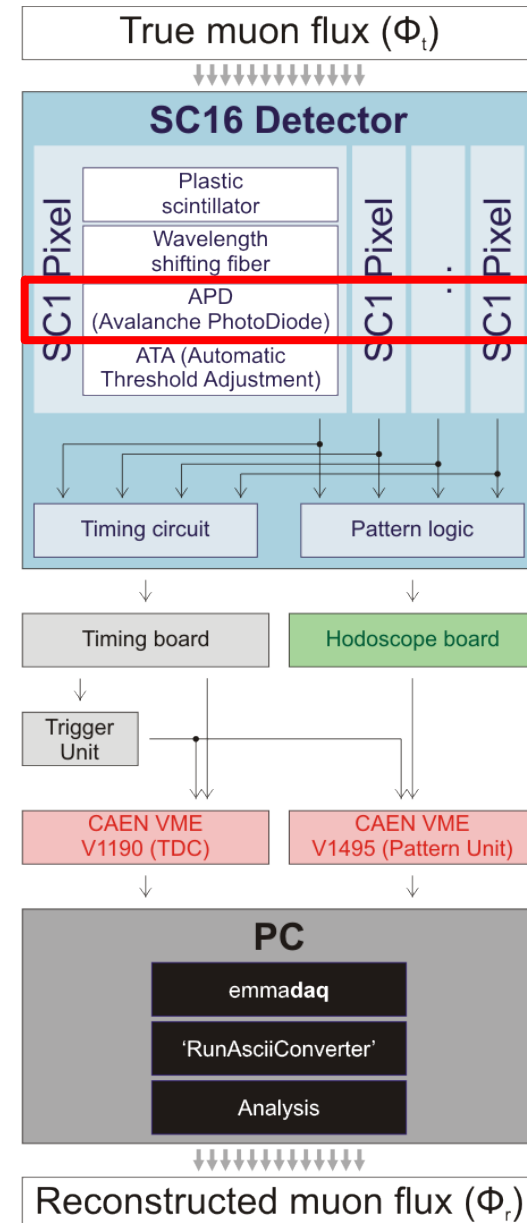 True muon flux (Φt)
SC16 Detector
SC1 Pixel
Plastic
scintillator
Wavelength
shifting fiber
APD
(Avalanche PhotoDiode)
ATA (Automatic
Threshold Adjustment)
SC1 Pixel
...
SC1 Pixel
Timing circuit
Pattern logic
Timing board
Hodoscope board
Trigger
Unit
CAEN VME
V1190 (TDC)
CAEN VME
V1495 (Pattern Unit)
PC
emmadaq
‘RunAsciiConverter’
Analysis
Reconstructed muon flux (Φr)